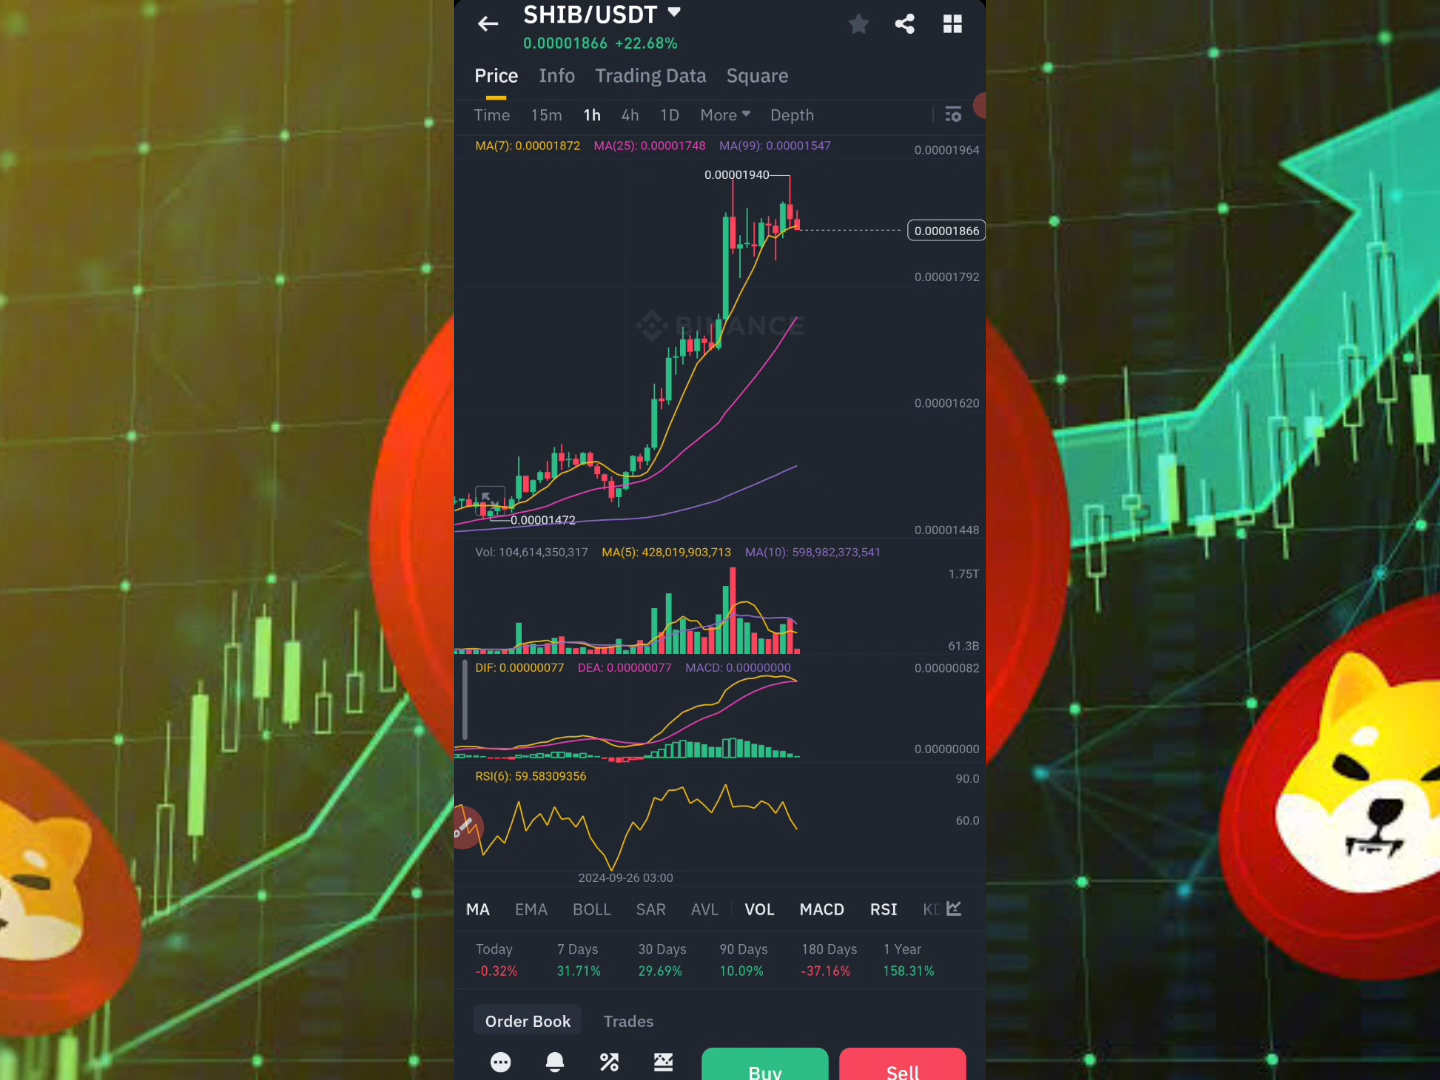 SHIB/USDT
0.00001866 +22.68%
Price Info Trading Data Square
Time 15m 1h 4h 1D More Depth
MA(7): 0.00001872 MA(25): 0.00001748 MA(99): 0.00001547
0.00001964
0.00001940
0.00001866
0.00001792
BINANCE
0.00001620
0.00001472
0.00001448
Vol: 104,614,350,317 MA(5): 428,019,903,713 MA(10): 598,982,373,541
1.75T
61.3B
DIF: 0.00000077 DEA: 0.00000077 MACD: 0.00000000
0.00000082
0.00000000
RSI(6): 59.58309356
90.0
60.0
2024-09-26 03:00
MA EMA BOLL SAR AVL VOL MACD RSI KD
Today 7 Days 30 Days 90 Days 180 Days 1 Year
-0.32% 31.71% 29.69% 10.09% -37.16% 158.31%
Order Book Trades
Buy Sell